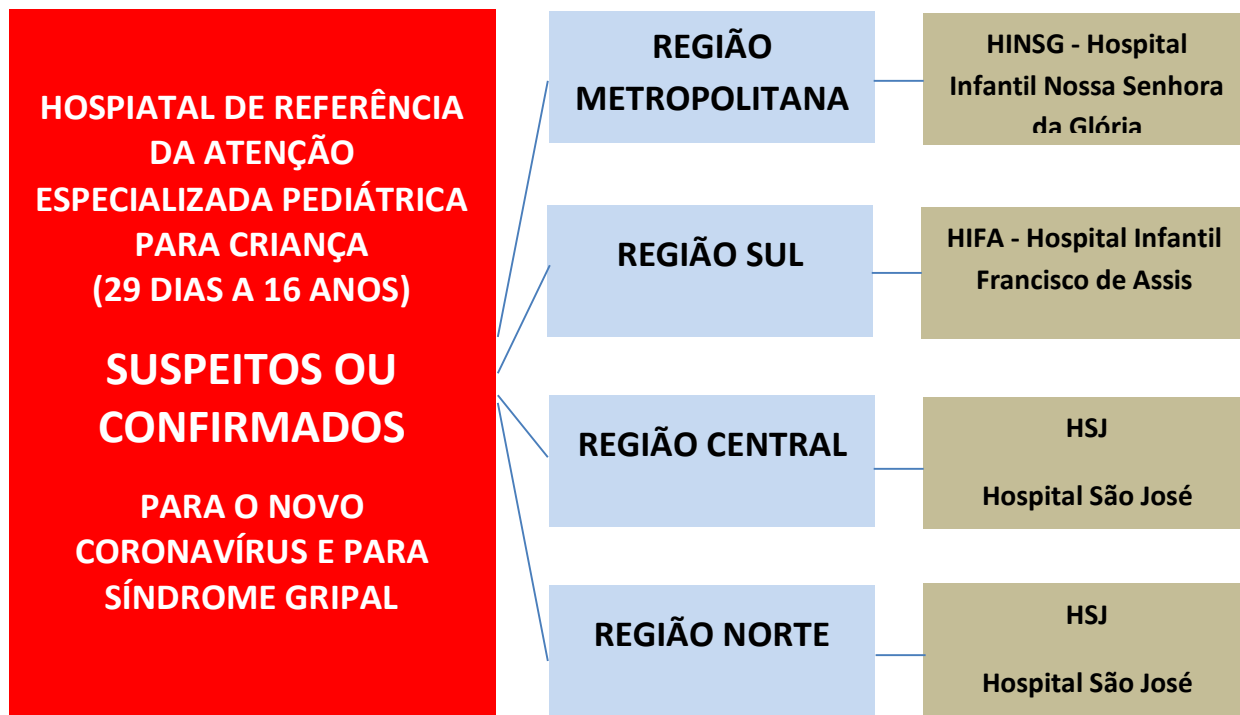 HOSPIATAL DE REFERÊNCIA
DA ATENÇÃO
ESPECIALIZADA PEDIÁTRICA
PARA CRIANÇA
(29 DIAS A 16 ANOS)
SUSPEITOS OU
CONFIRMADOS
PARA O NOVO
CORONAVÍRUS E PARA
SÍNDROME GRIPAL
REGIÃO
METROPOLITANA
HINSG - Hospital
Infantil Nossa Senhora
da Glória
REGIÃO SUL
HIFA - Hospital Infantil
Francisco de Assis
REGIÃO CENTRAL
HSJ
Hospital São José
REGIÃO NORTE
HSJ
Hospital São José